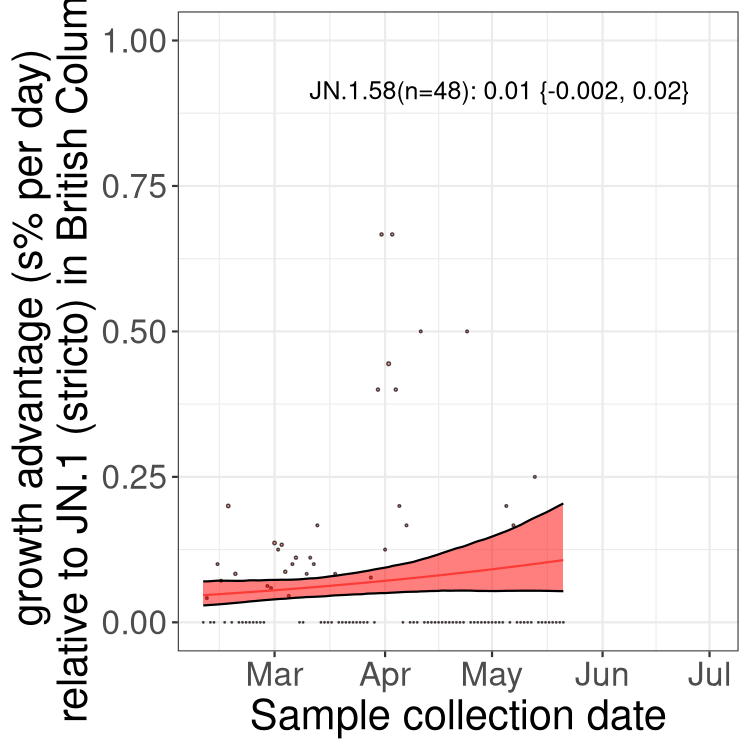 growth advantage (s% per day)
relative to JN.1 (stricto) in British Colum
1.00
0.75
0.50
0.25
0.00
JN.1.58(n=48): 0.01 {-0.002, 0.02}
Mar Apr May Jun Jul
Sample collection date